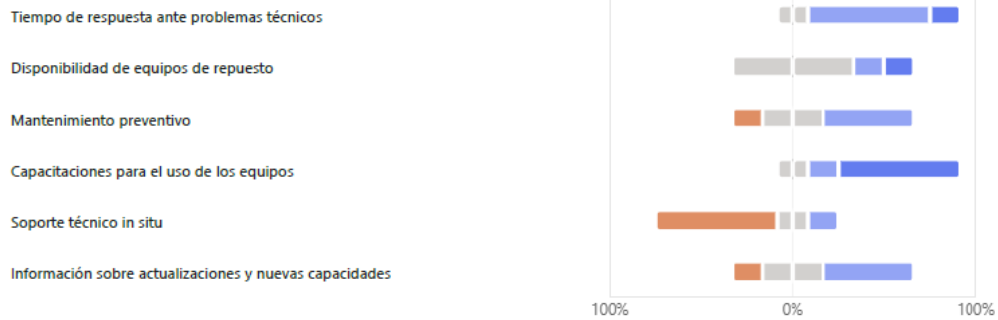 Tiempo de respuesta ante problemas técnicos
Disponibilidad de equipos de repuesto
Mantenimiento preventivo
Capacitaciones para el uso de los equipos
Soporte técnico in situ
Información sobre actualizaciones y nuevas capacidades
100% 0% 100%